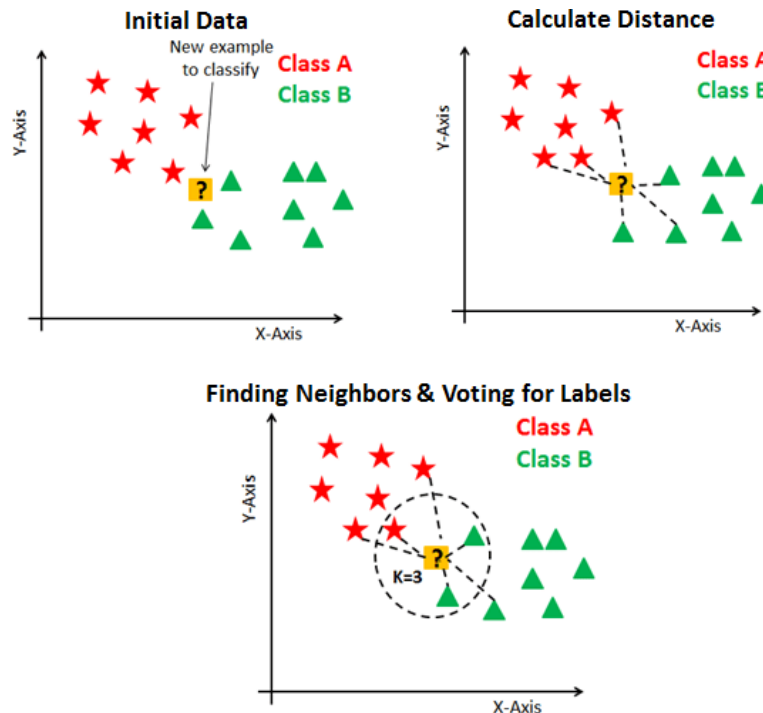 Initial Data
New example
to classify
Class A
Class B
Y-Axis
?
X-Axis
Calculate Distance
Class A
Class B
Y-Axis
?
X-Axis
Finding Neighbors & Voting for Labels
Class A
Class B
Y-Axis
?
K=3
X-Axis